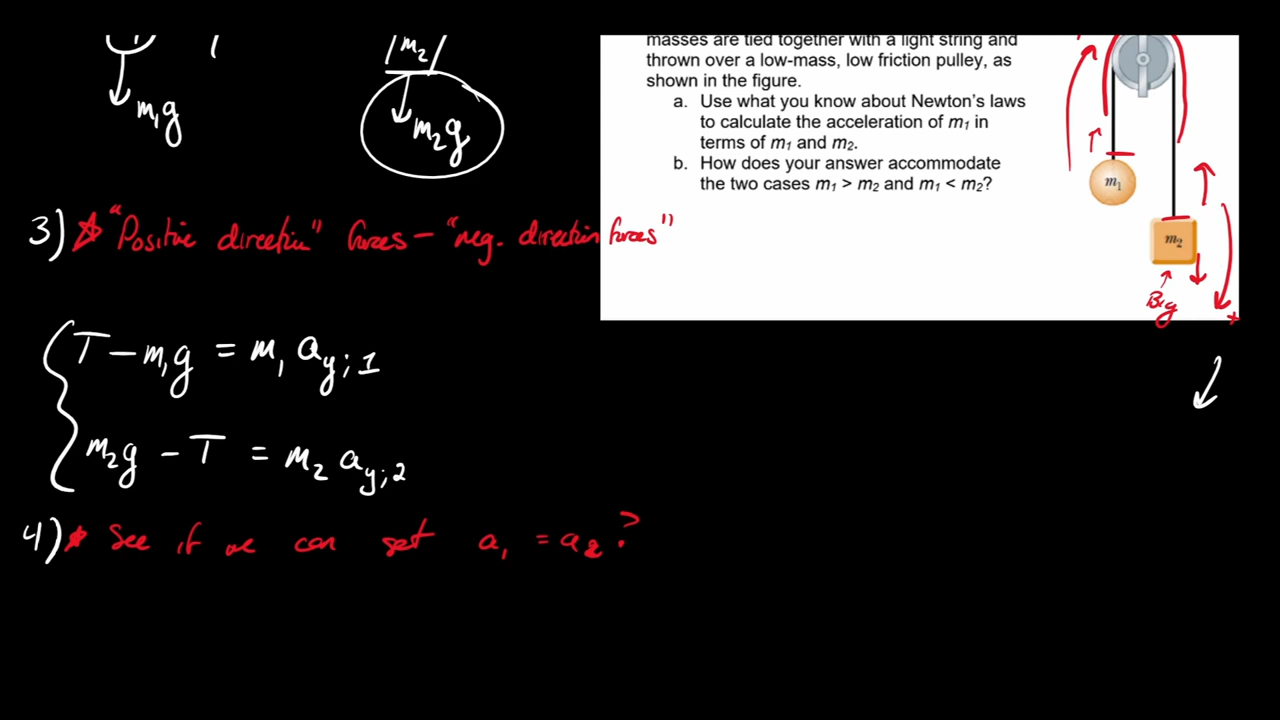 m₁g
m₂
m₂g
masses are tied together with a light string and
thrown over a low-mass, low friction pulley, as
shown in the figure.
a. Use what you know about Newton's laws
to calculate the acceleration of m₁ in
terms of m₁ and m₂.
b. How does your answer accommodate
the two cases m₁ > m₂ and m₁ < m₂?
m₁
m₂
Big
+
3) "Positive direction" forces – "neg. direction forces"
T – m₁g = m₁ a_y;1
m₂g – T = m₂ a_y;2
4) See if we can set a₁ = a₂?